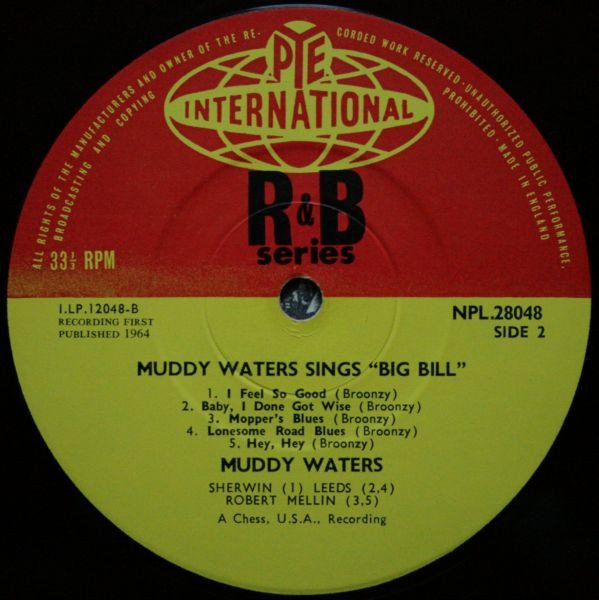 ALL RIGHTS OF THE MANUFACTURERS AND OWNER OF THE RE-
CORDED WORK RESERVED·UNAUTHORIZED PUBLIC PERFORMANCE,
BROADCASTING AND COPYING
PROHIBITED·MADE IN ENGLAND
PYE
INTERNATIONAL
R&B
series
33⅓ RPM
I.LP.12048-B
RECORDING FIRST
PUBLISHED 1964
NPL.28048
SIDE 2
MUDDY WATERS SINGS “BIG BILL”
1. I Feel So Good (Broonzy)
2. Baby, I Done Got Wise (Broonzy)
3. Mopper's Blues (Broonzy)
4. Lonesome Road Blues (Broonzy)
5. Hey, Hey (Broonzy)
MUDDY WATERS
SHERWIN (1) LEEDS (2,4)
ROBERT MELLIN (3,5)
A Chess, U.S.A., Recording